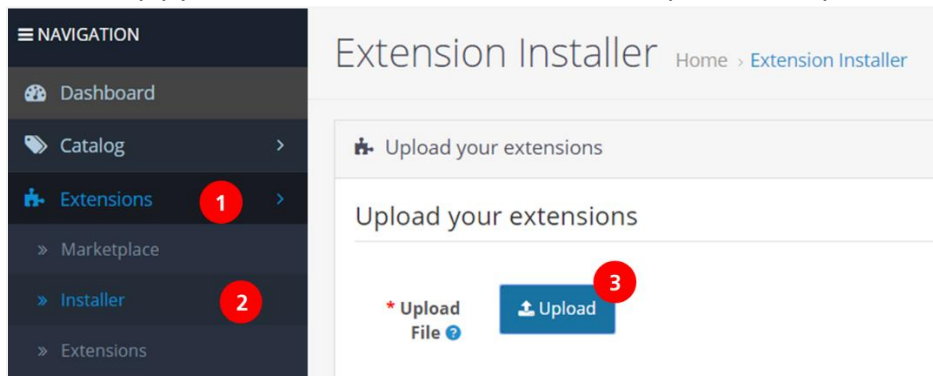 NAVIGATION
Dashboard
Catalog
Extensions 1
Marketplace
Installer 2
Extensions
Extension Installer Home › Extension Installer
Upload your extensions
Upload your extensions
3
* Upload File ? Upload